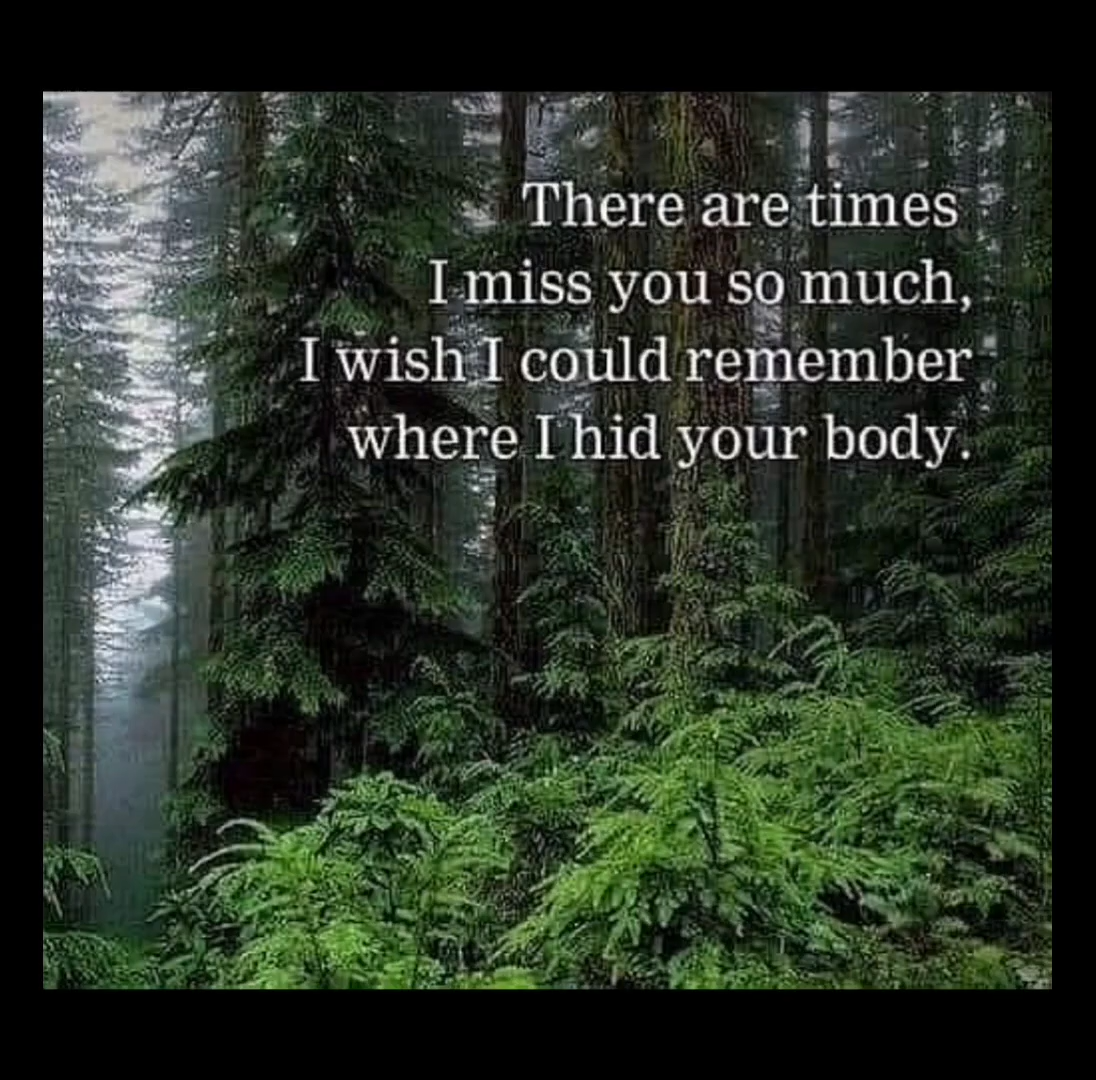 There are times
I miss you so much,
I wish I could remember
where I hid your body.